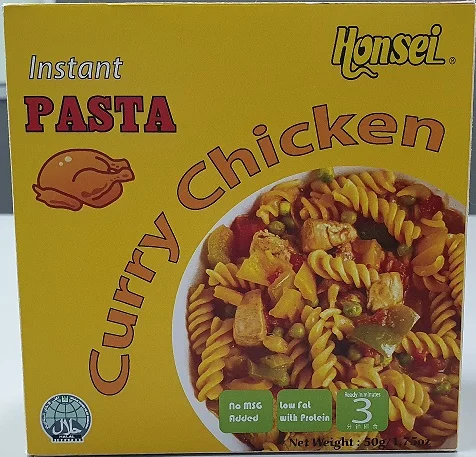 Honsei ®
Instant
PASTA
Curry Chicken
No MSG
Added
Low Fat
with Protein
Ready in minutes
3
Net Weight : 50g/1.75oz
حلال